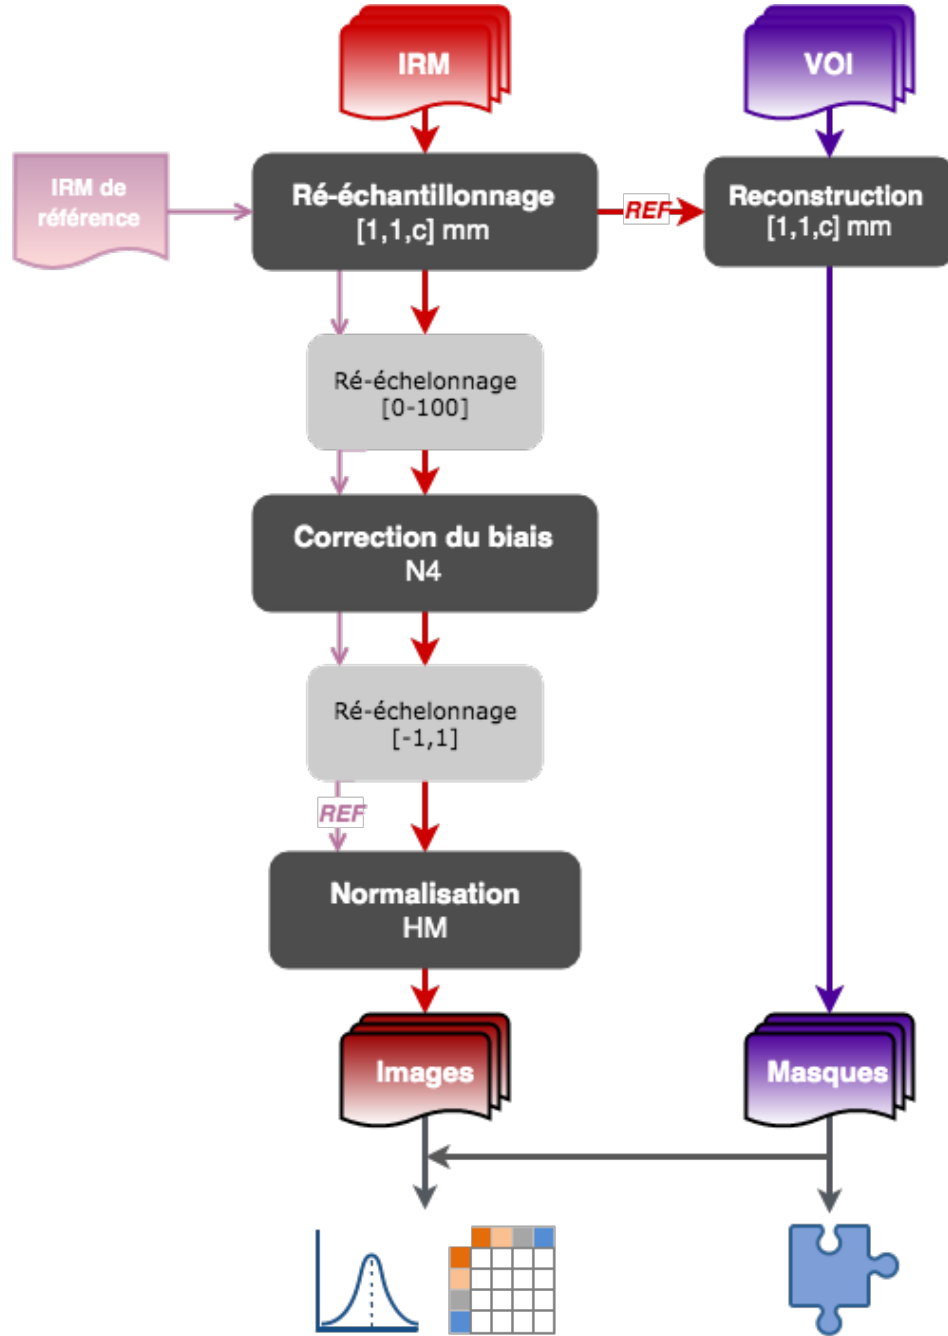 IRM
VOI
IRM de
référence
Ré-échantillonnage
[1,1,c] mm
REF
Reconstruction
[1,1,c] mm
Ré-échelonnage
[0-100]
Correction du biais
N4
Ré-échelonnage
[-1,1]
REF
Normalisation
HM
Images
Masques